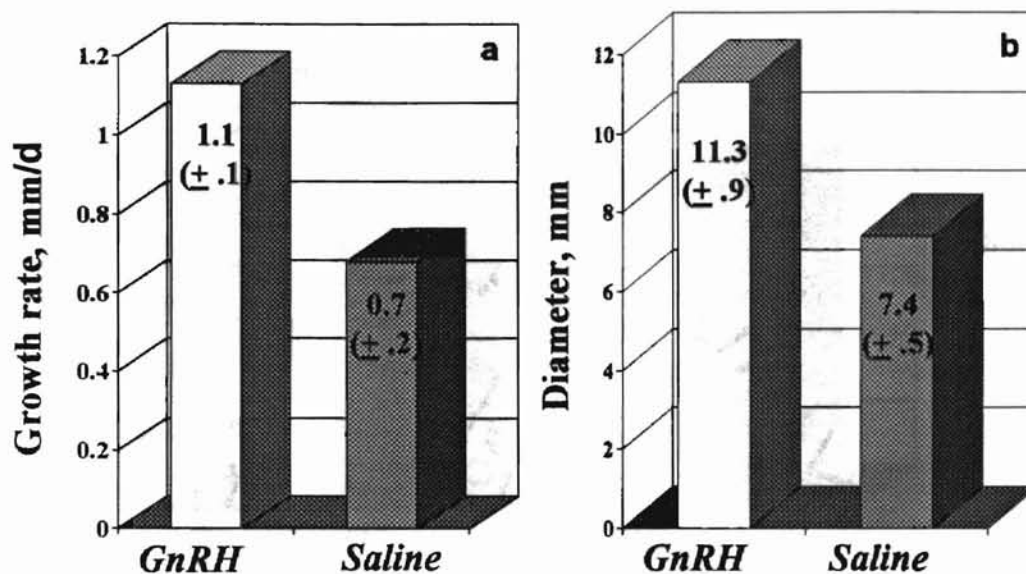 a
Growth rate, mm/d
1.2
1
0.8
0.6
0.4
0.2
0
1.1
(± .1)
0.7
(± .2)
GnRH
Saline
b
Diameter, mm
12
10
8
6
4
2
0
11.3
(± .9)
7.4
(± .5)
GnRH
Saline